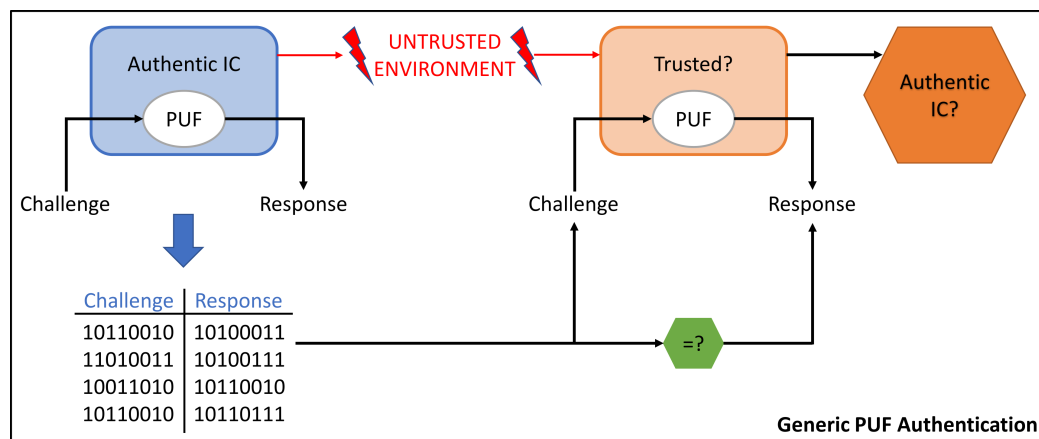 Authentic IC
PUF
Challenge
Response
UNTRUSTED
ENVIRONMENT
Trusted?
PUF
Challenge
Response
Authentic
IC?
Challenge Response
10110010 10100011
11010011 10100111
10011010 10110010
10110010 10110111
=?
Generic PUF Authentication